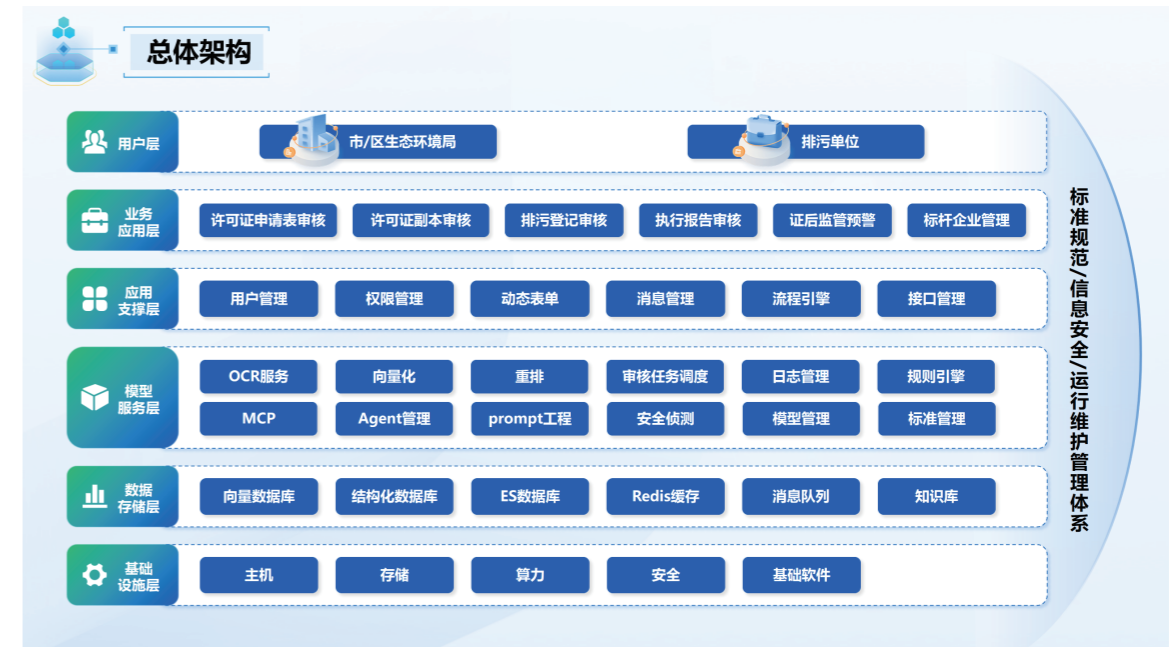 总体架构
用户层
市/区生态环境局
排污单位
业务
应用层
许可证申请表审核
许可证副本审核
排污登记审核
执行报告审核
证后监管预警
标杆企业管理
应用
支撑层
用户管理
权限管理
动态表单
消息管理
流程引擎
接口管理
模型
服务层
OCR服务
向量化
重排
审核任务调度
日志管理
规则引擎
MCP
Agent管理
prompt工程
安全侦测
模型管理
标准管理
数据
存储层
向量数据库
结构化数据库
ES数据库
Redis缓存
消息队列
知识库
基础
设施层
主机
存储
算力
安全
基础软件
标准规范/信息安全/运行维护管理体系